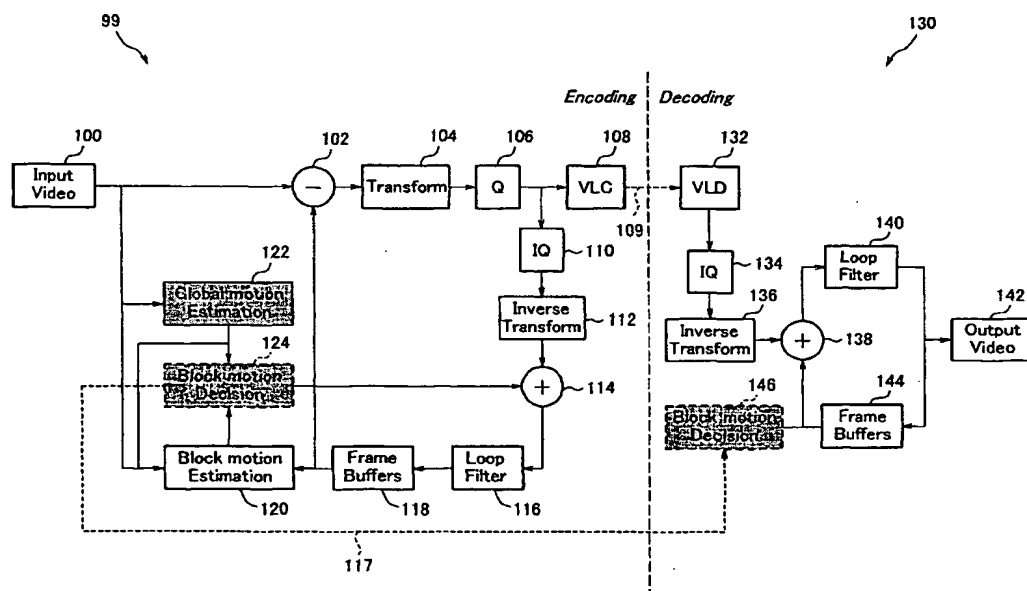 99
130
Encoding
Decoding
100
Input
Video
102
−
104
Transform
106
Q
108
VLC
109
132
VLD
110
IQ
134
IQ
140
Loop
Filter
122
Global motion
Estimation
112
Inverse
Transform
136
Inverse
Transform
138
+
142
Output
Video
124
Block motion
Decision
114
+
146
Block motion
Decision
144
Frame
Buffers
120
Block motion
Estimation
118
Frame
Buffers
116
Loop
Filter
117